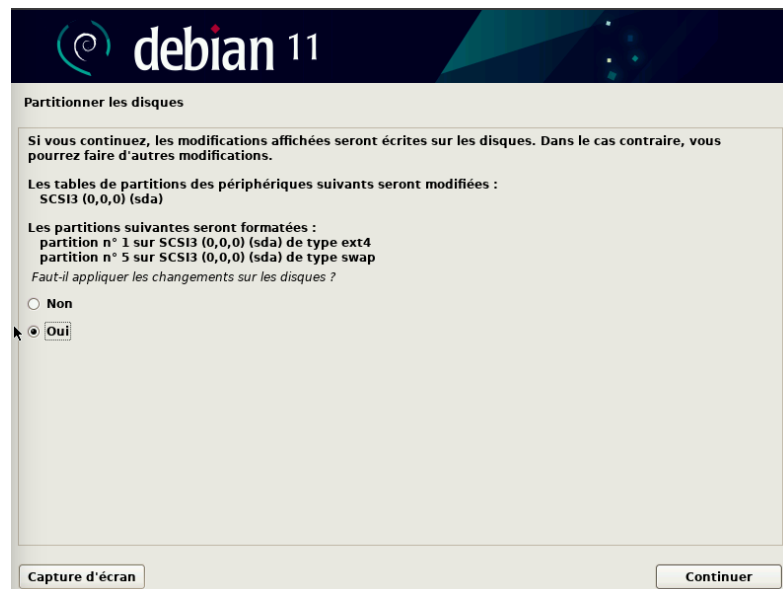 debian 11
Partitionner les disques
Si vous continuez, les modifications affichées seront écrites sur les disques. Dans le cas contraire, vous
pourrez faire d'autres modifications.
Les tables de partitions des périphériques suivants seront modifiées :
SCSI3 (0,0,0) (sda)
Les partitions suivantes seront formatées :
partition n° 1 sur SCSI3 (0,0,0) (sda) de type ext4
partition n° 5 sur SCSI3 (0,0,0) (sda) de type swap
Faut-il appliquer les changements sur les disques ?
Non
Oui
Capture d'écran
Continuer